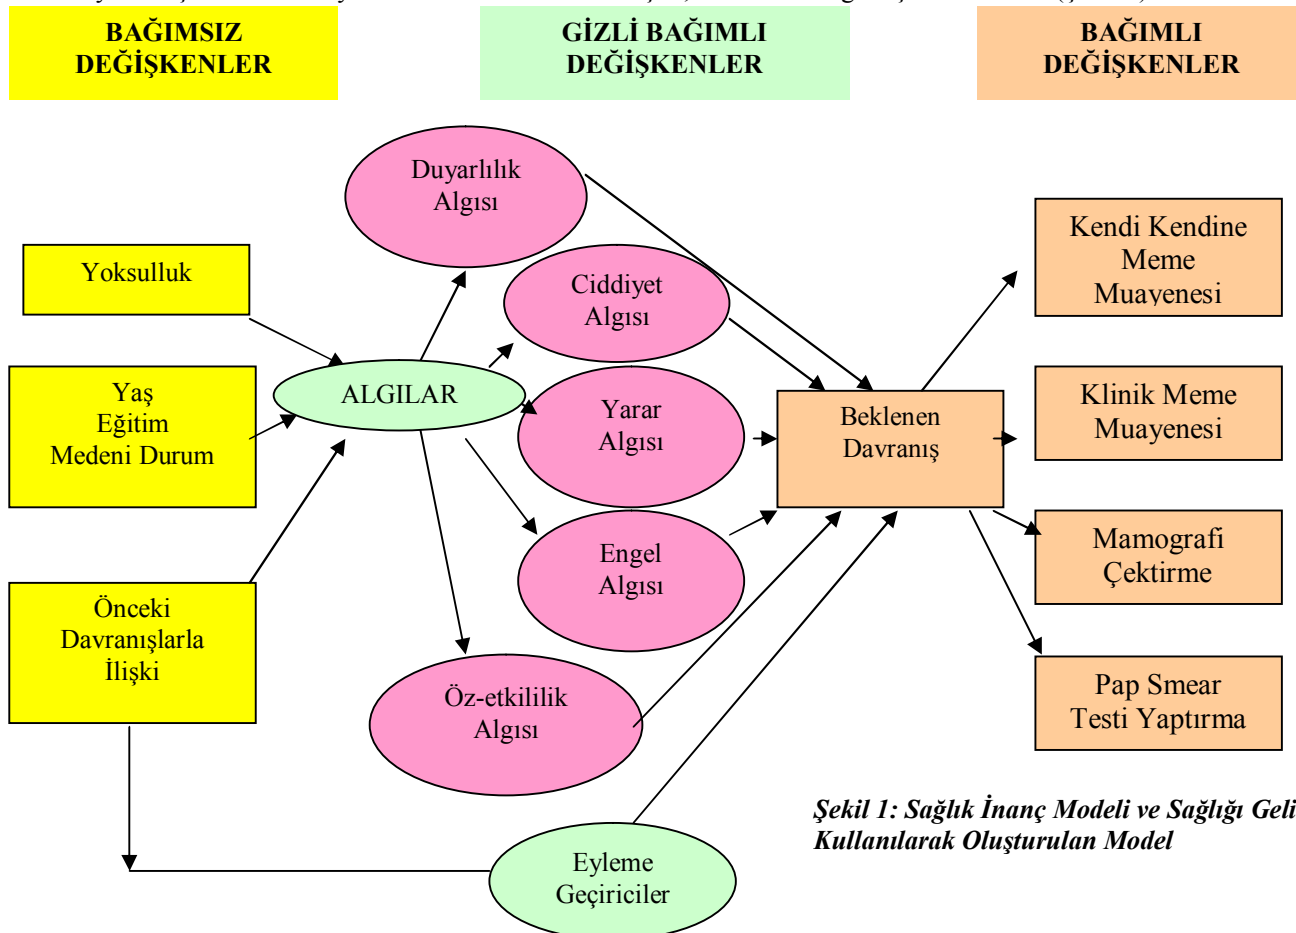 BAĞIMSIZ
DEĞİŞKENLER
GİZLİ BAĞIMLI
DEĞİŞKENLER
BAĞIMLI
DEĞİŞKENLER
Duyarlılık
Algısı
Yoksulluk
Ciddiyet
Algısı
Kendi Kendine
Meme
Muayenesi
Yaş
Eğitim
Medeni Durum
ALGILAR
Yarar
Algısı
Beklenen
Davranış
Klinik Meme
Muayenesi
Engel
Algısı
Mamografi
Çektirme
Önceki
Davranışlarla
İlişki
Öz-etkililik
Algısı
Pap Smear
Testi Yaptırma
Şekil 1: Sağlık İnanç Modeli ve Sağlığı Geli
Kullanılarak Oluşturulan Model
Eyleme
Geçiriciler